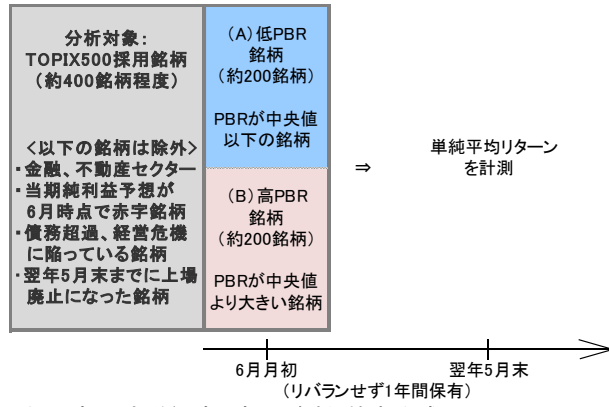 分析対象：
TOPIX500採用銘柄
（約400銘柄程度）
＜以下の銘柄は除外＞
・金融、不動産セクター
・当期純利益予想が
6月時点で赤字銘柄
・債務超過、経営危機
に陥っている銘柄
・翌年5月末までに上場
廃止になった銘柄
（A）低PBR
銘柄
（約200銘柄）
PBRが中央値
以下の銘柄
（B）高PBR
銘柄
（約200銘柄）
PBRが中央値
より大きい銘柄
⇒
単純平均リターン
を計測
6月月初
翌年5月末
（リバランせず1年間保有）